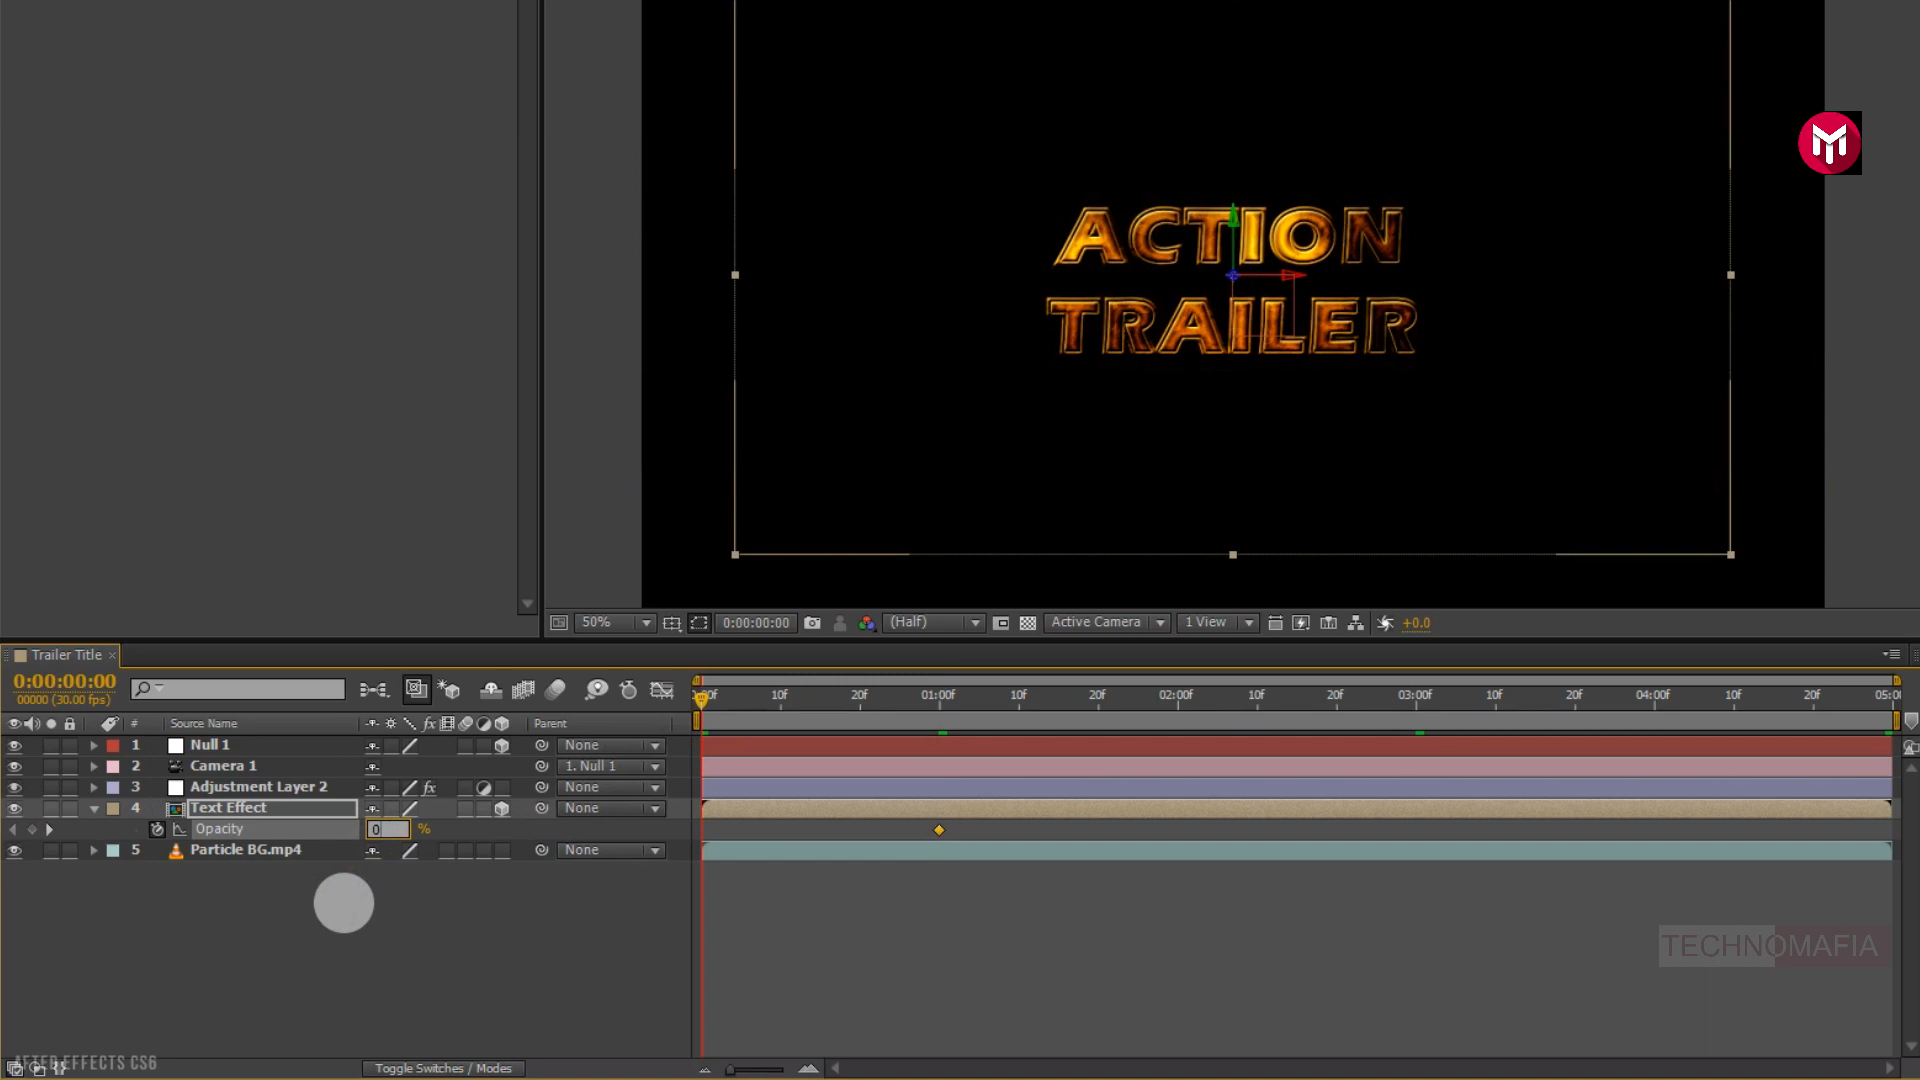 ACTION
TRAILER
50%
0:00:00:00
(Half)
Active Camera
1 View
+0.0
Trailer Title
0:00:00:00
00000 (30.00 fps)
00f 10f 20f 01:00f 10f 20f 02:00f 10f 20f 03:00f 10f 20f 04:00f 10f 20f 05:0
# Source Name fx Parent
1 Null 1 None
2 Camera 1 1. Null 1
3 Adjustment Layer 2 fx None
4 Text Effect None
Opacity 0 %
5 Particle BG.mp4 None
TECHNOMAFIA
AFTER EFFECTS CS6
Toggle Switches / Modes